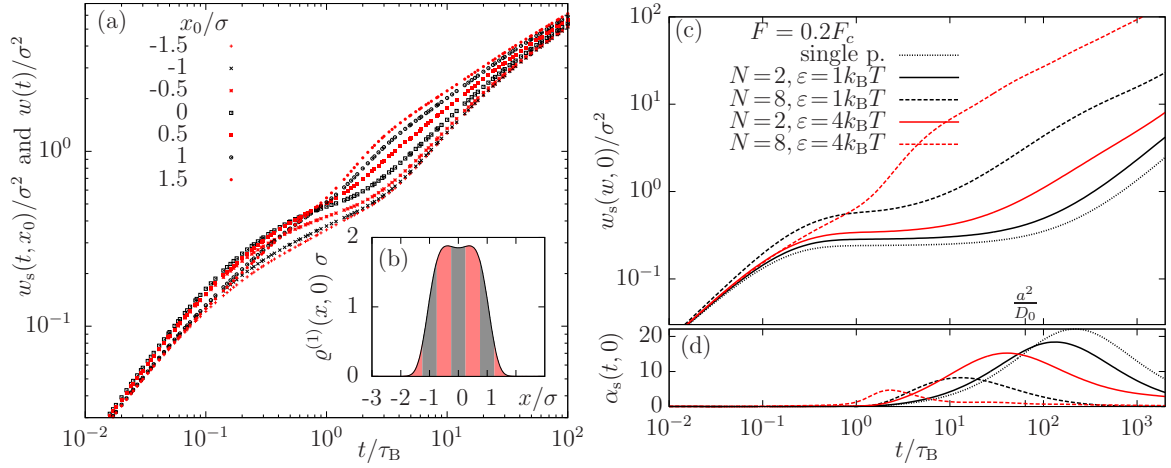 (a)
x₀/σ
-1.5
-1
-0.5
0
0.5
1
1.5
wₛ(t, x₀)/σ² and w(t)/σ²
10⁰
10⁻¹
10⁻² 10⁻¹ 10⁰ 10¹ 10²
t/τ_B
(b)
ϱ⁽¹⁾(x, 0) σ
2
1
0
-3 -2 -1 0 1 x/σ
(c)
F = 0.2F_c
single p.
N=2, ε=1k_BT
N=8, ε=1k_BT
N=2, ε=4k_BT
N=8, ε=4k_BT
wₛ(w, 0)/σ²
10²
10¹
10⁰
10⁻¹
a²/D₀
(d)
αₛ(t, 0)
20
10
0
10⁻² 10⁻¹ 10⁰ 10¹ 10² 10³
t/τ_B